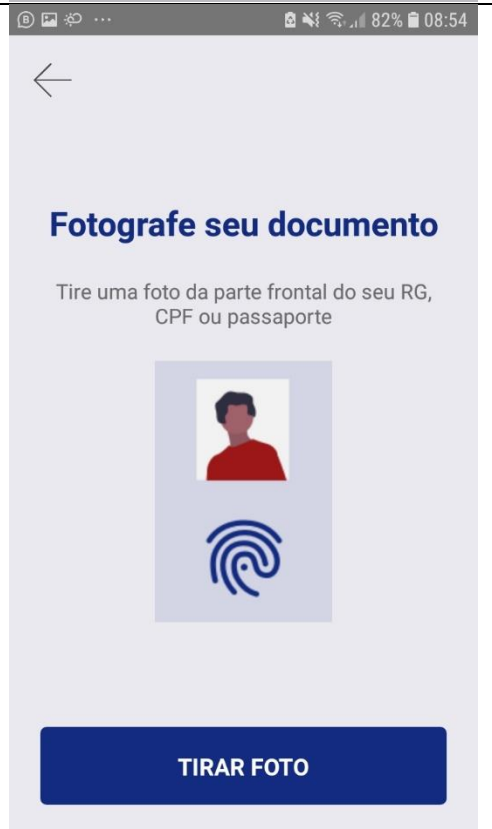 82% 08:54
Fotografe seu documento
Tire uma foto da parte frontal do seu RG,
CPF ou passaporte
TIRAR FOTO